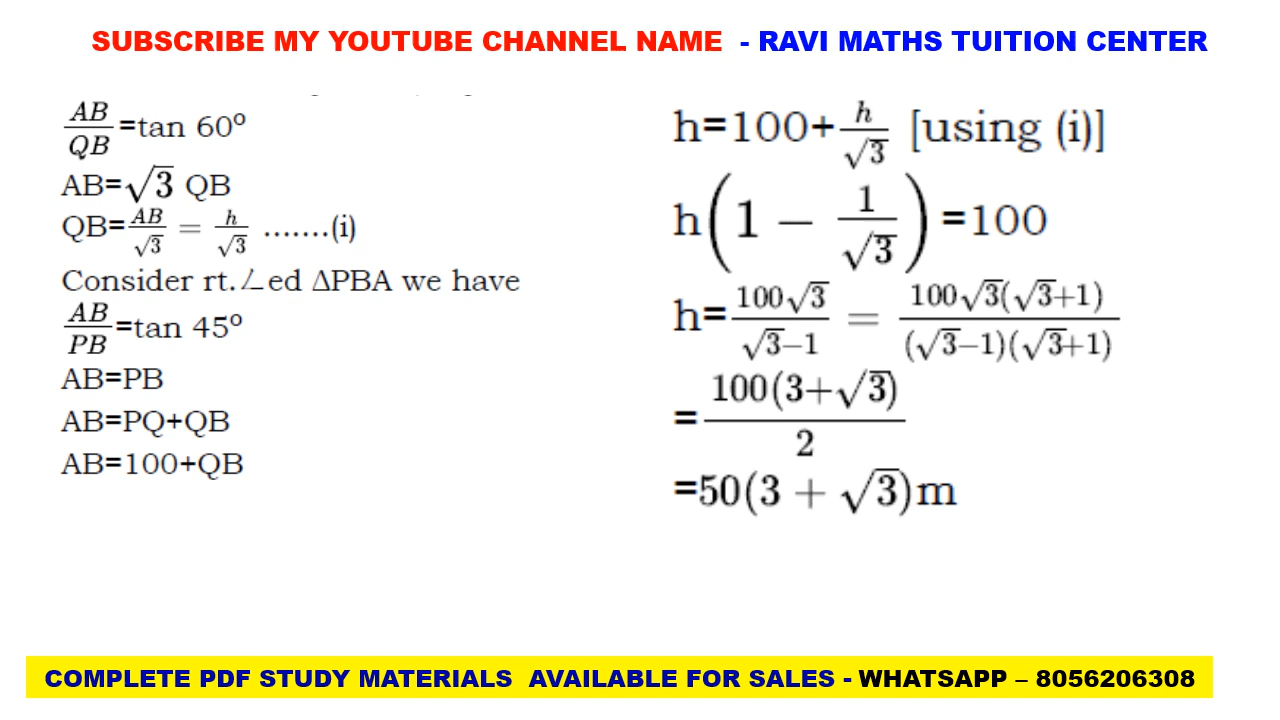 SUBSCRIBE MY YOUTUBE CHANNEL NAME - RAVI MATHS TUITION CENTER
AB/QB=tan 60º
AB=√3 QB
QB=AB/√3 = h/√3 .......(i)
Consider rt.∠ed ΔPBA we have
AB/PB=tan 45º
AB=PB
AB=PQ+QB
AB=100+QB
h=100+h/√3 [using (i)]
h(1 − 1/√3)=100
h=100√3/(√3−1) = 100√3(√3+1)/(√3−1)(√3+1)
=100(3+√3)/2
=50(3 + √3)m
COMPLETE PDF STUDY MATERIALS AVAILABLE FOR SALES - WHATSAPP – 8056206308